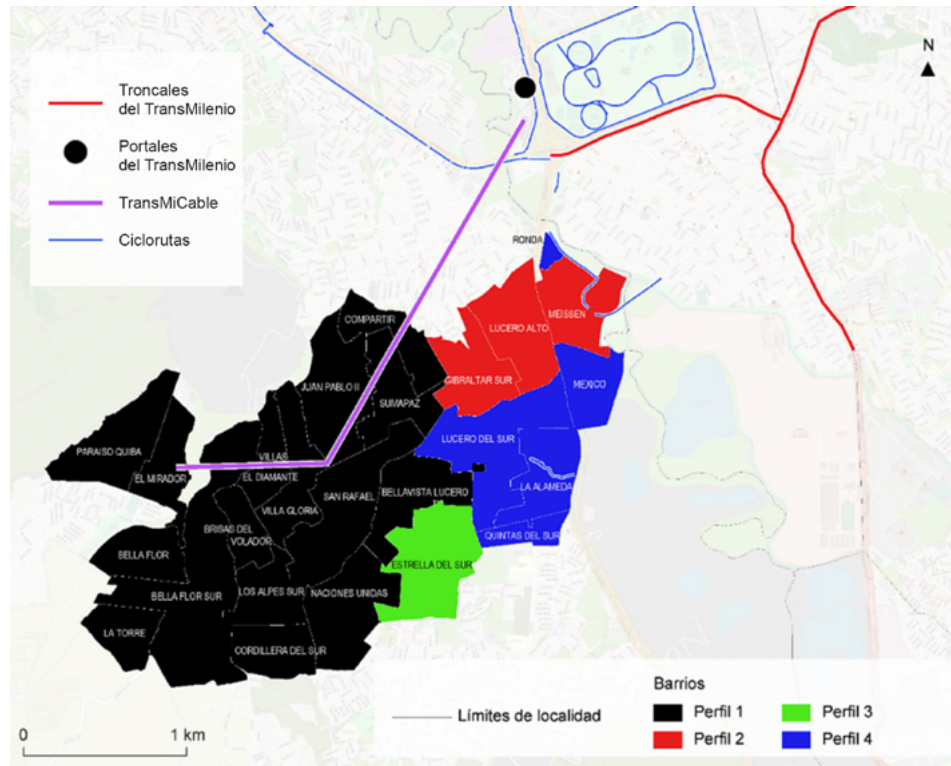 Troncales
del TransMilenio
Portales
del TransMilenio
TransMiCable
Ciclorutas
N
RONDA
COMPARTIR
LUCERO ALTO
MEISSEN
JUAN PABLO II
GIBRALTAR SUR
MEXICO
SUMAPAZ
LUCERO DEL SUR
PARAISO QUIBA
VILLAS
EL MIRADOR
EL DIAMANTE
SAN RAFAEL
BELLAVISTA LUCERO
LA ALAMEDA
VILLA GLORIA
BRISAS DEL
VOLADOR
QUINTAS DEL SUR
BELLA FLOR
ESTRELLA DEL SUR
BELLA FLOR SUR
LOS ALPES SUR
NACIONES UNIDAS
LA TORRE
CORDILLERA DEL SUR
Barrios
Límites de localidad
Perfil 1
Perfil 3
Perfil 2
Perfil 4
0
1 km